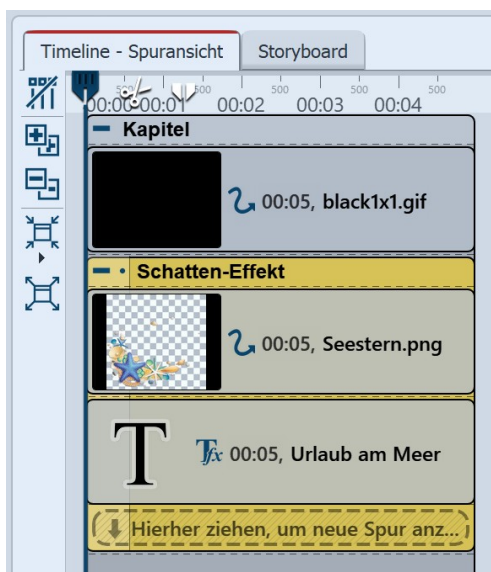 Timeline - Spuransicht Storyboard
500 500 500 500 500
00:00 00:01 00:02 00:03 00:04
Kapitel
00:05, black1x1.gif
Schatten-Effekt
00:05, Seestern.png
T Tfx 00:05, Urlaub am Meer
Hierher ziehen, um neue Spur anz...